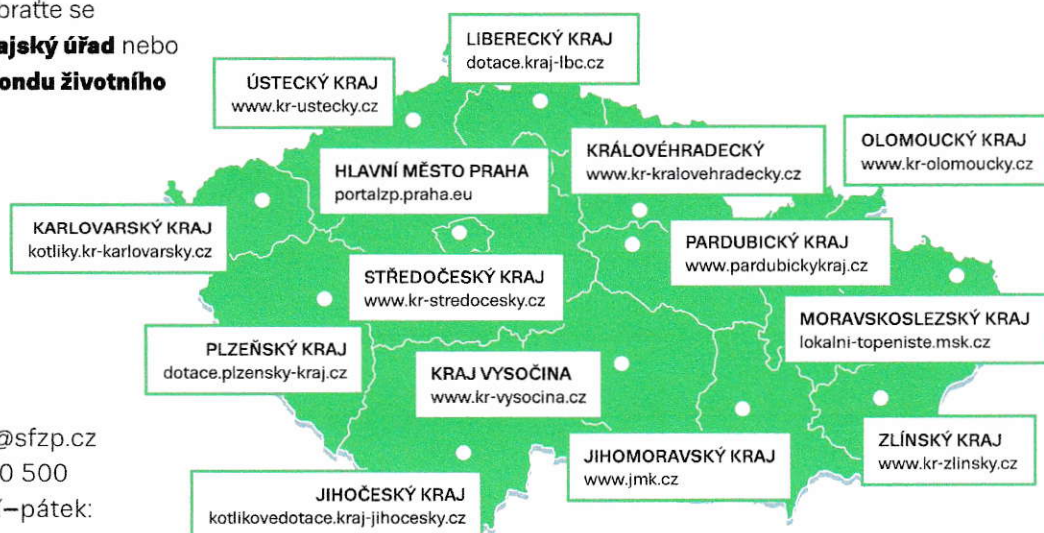 braťte se
ajský úřad nebo
ondu životního
@sfzp.cz
0 500
–pátek:
LIBERECKÝ KRAJ
dotace.kraj-lbc.cz
ÚSTECKÝ KRAJ
www.kr-ustecky.cz
HLAVNÍ MĚSTO PRAHA
portalzp.praha.eu
KRÁLOVÉHRADECKÝ
www.kr-kralovehradecky.cz
OLOMOUCKÝ KRAJ
www.kr-olomoucky.cz
KARLOVARSKÝ KRAJ
kotliky.kr-karlovarsky.cz
STŘEDOČESKÝ KRAJ
www.kr-stredocesky.cz
PARDUBICKÝ KRAJ
www.pardubickykraj.cz
MORAVSKOSLEZSKÝ KRAJ
lokalni-topeniste.msk.cz
PLZEŇSKÝ KRAJ
dotace.plzensky-kraj.cz
KRAJ VYSOČINA
www.kr-vysocina.cz
JIHOMORAVSKÝ KRAJ
www.jmk.cz
ZLÍNSKÝ KRAJ
www.kr-zlinsky.cz
JIHOČESKÝ KRAJ
kotlikovedotace.kraj-jihocesky.cz